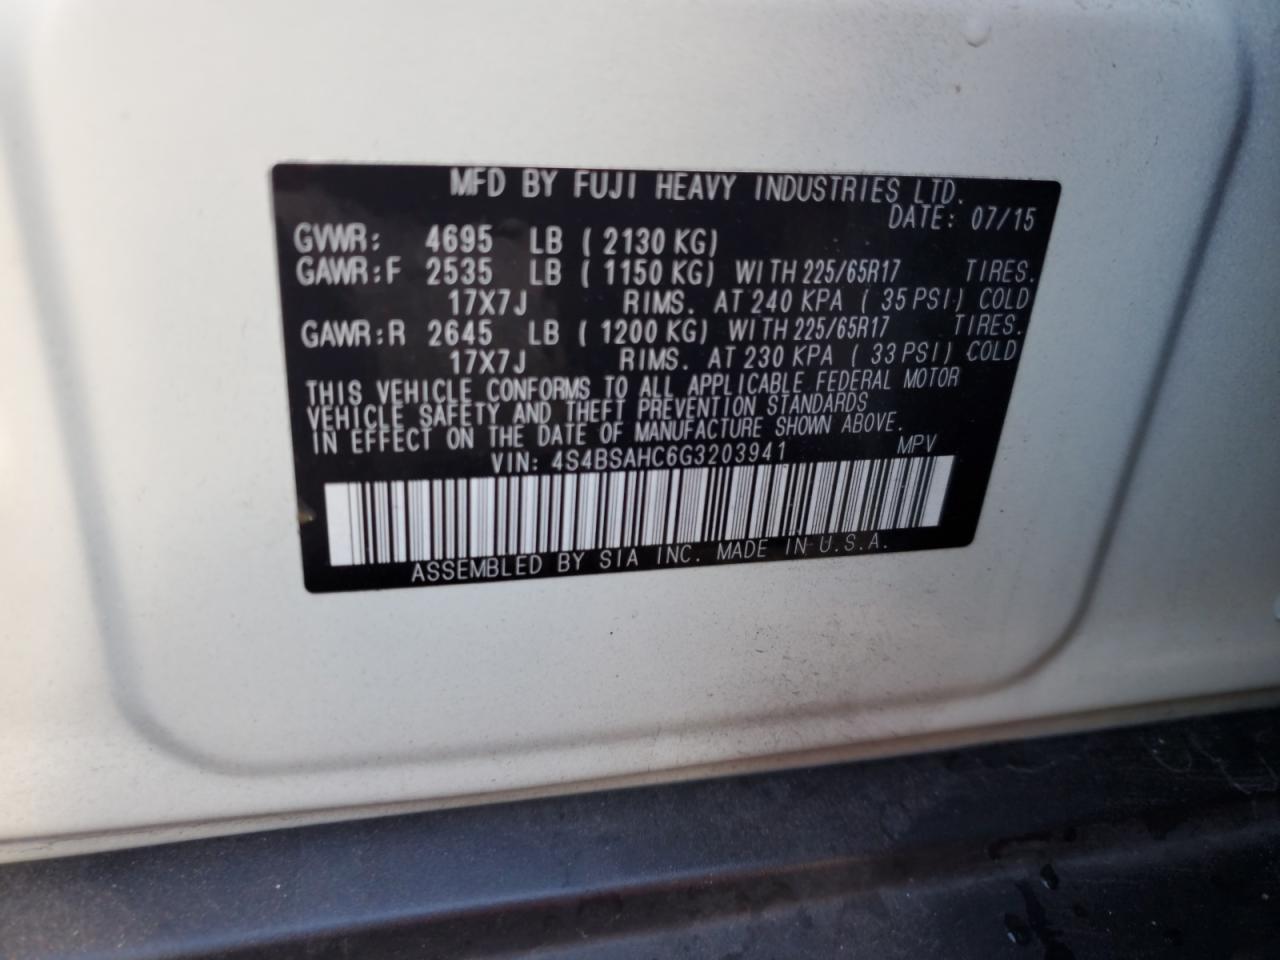 MFD BY FUJI HEAVY INDUSTRIES LTD.
DATE: 07/15
GVWR: 4695 LB ( 2130 KG)
GAWR:F 2535 LB ( 1150 KG) WITH 225/65R17 TIRES.
17X7J RIMS. AT 240 KPA ( 35 PSI) COLD
GAWR:R 2645 LB ( 1200 KG) WITH 225/65R17 TIRES.
17X7J RIMS. AT 230 KPA ( 33 PSI) COLD
THIS VEHICLE CONFORMS TO ALL APPLICABLE FEDERAL MOTOR
VEHICLE SAFETY AND THEFT PREVENTION STANDARDS
IN EFFECT ON THE DATE OF MANUFACTURE SHOWN ABOVE.
VIN: 4S4BSAHC6G3203941 MPV
ASSEMBLED BY SIA INC. MADE IN U.S.A.